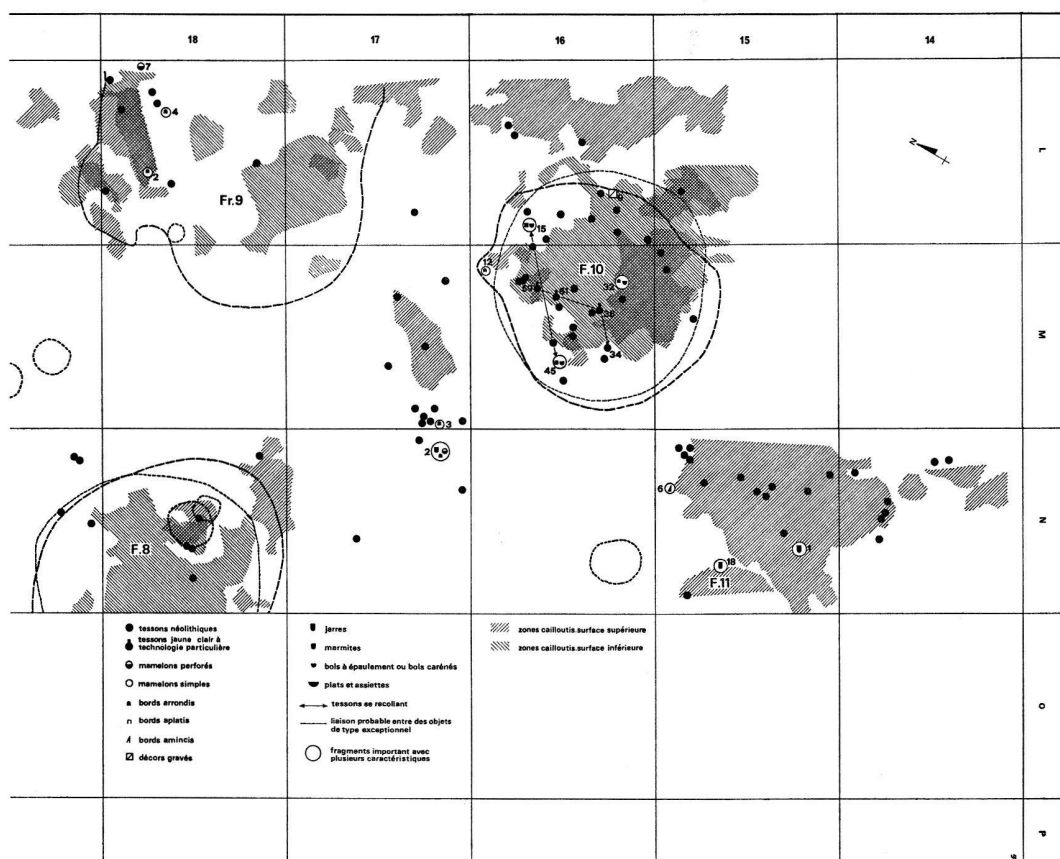 18 17 16 15 14
L
M
N
O
P
N
7
4
2
Fr.9
9
15
12
F.10
32
59
61
39
34
45
3
2
6
1
18
F.11
F.8
tessons néolithiques
tessons jaune clair à
technologie particulière
mamelons perforés
mamelons simples
bords arrondis
bords aplatis
bords amincis
décors gravés
jarres
marmites
bols à épaulement ou bols carénés
plats et assiettes
tessons se recollant
liaison probable entre des objets
de type exceptionnel
fragments important avec
plusieurs caractéristiques
zones cailloutis.surface supérieure
zones cailloutis.surface inférieure